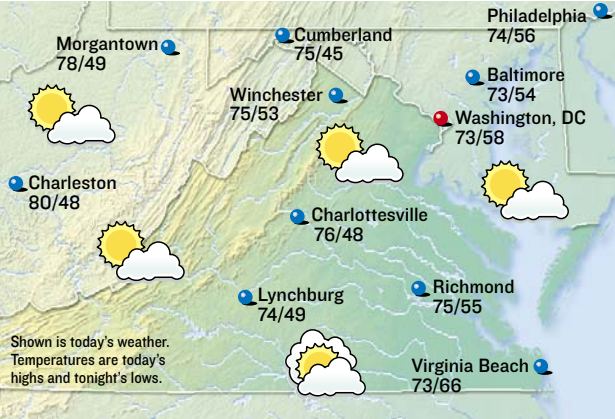 Philadelphia
74/56
Morgantown
78/49
Cumberland
75/45
Baltimore
73/54
Winchester
75/53
Washington, DC
73/58
Charleston
80/48
Charlottesville
76/48
Lynchburg
74/49
Richmond
75/55
Shown is today's weather.
Temperatures are today's
highs and tonight's lows.
Virginia Beach
73/66